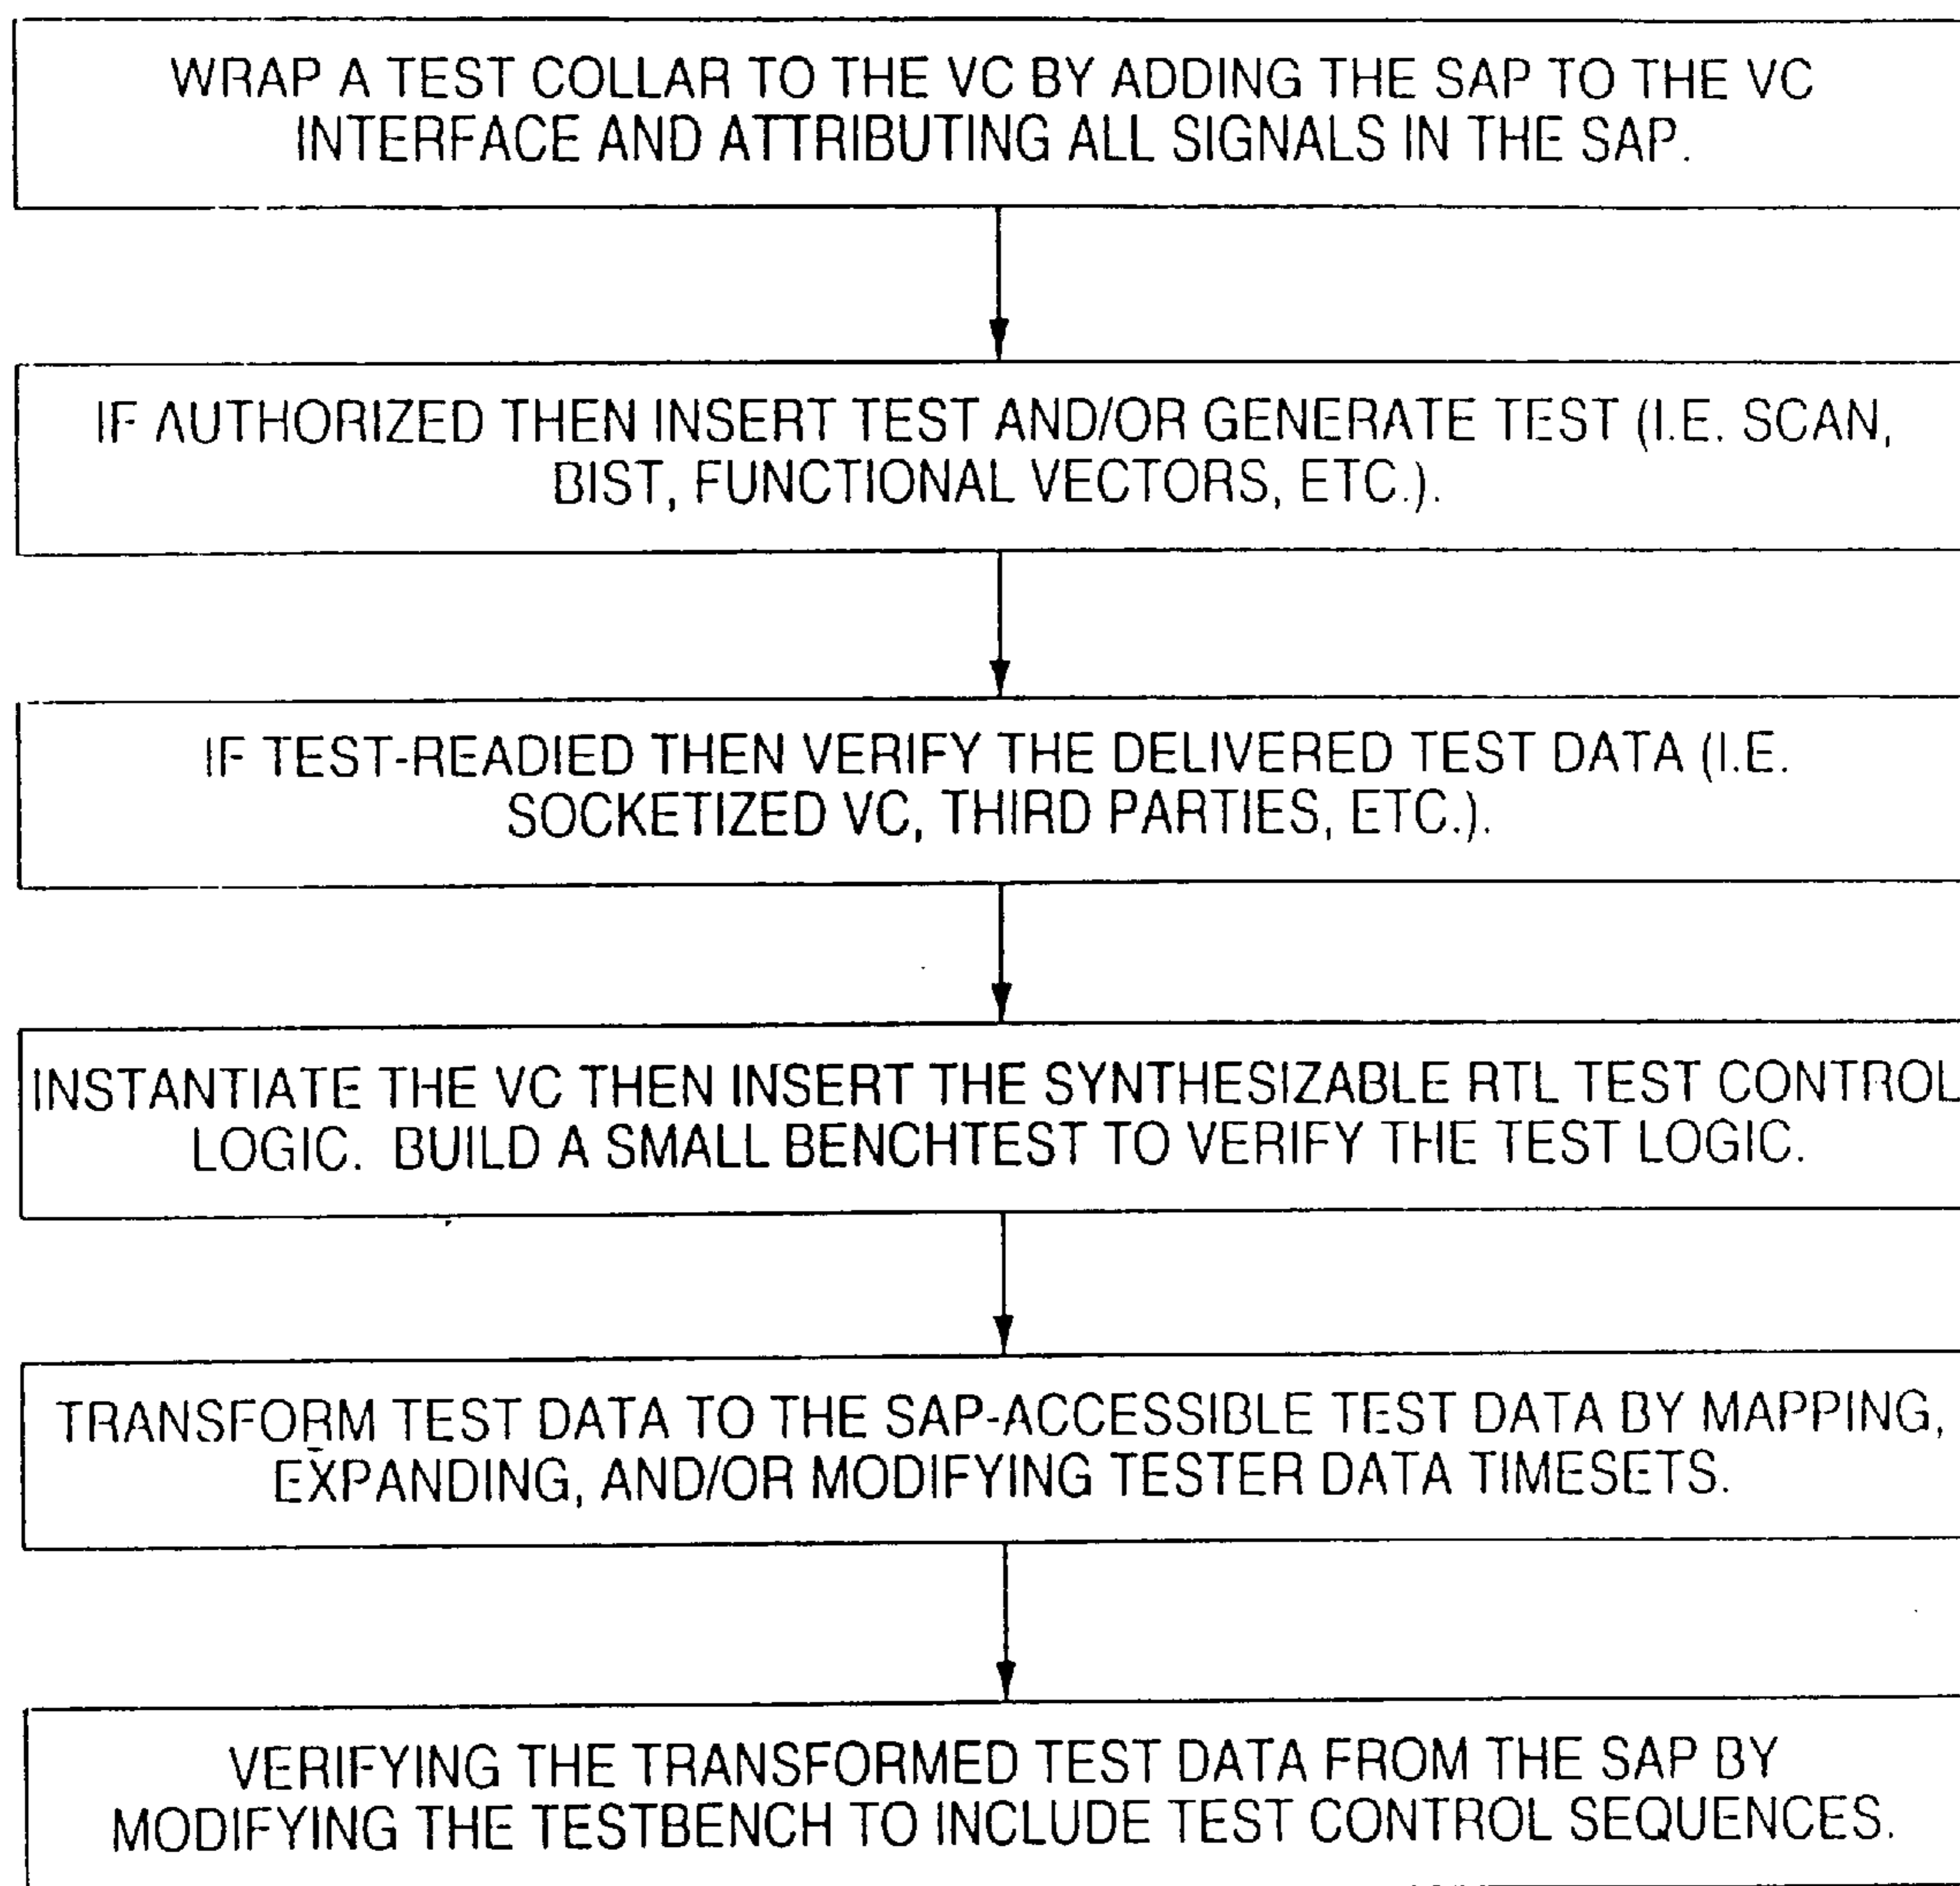 WRAP A TEST COLLAR TO THE VC BY ADDING THE SAP TO THE VC
INTERFACE AND ATTRIBUTING ALL SIGNALS IN THE SAP.
IF AUTHORIZED THEN INSERT TEST AND/OR GENERATE TEST (I.E. SCAN,
BIST, FUNCTIONAL VECTORS, ETC.).
IF TEST-READIED THEN VERIFY THE DELIVERED TEST DATA (I.E.
SOCKETIZED VC, THIRD PARTIES, ETC.).
INSTANTIATE THE VC THEN INSERT THE SYNTHESIZABLE RTL TEST CONTROL
LOGIC. BUILD A SMALL BENCHTEST TO VERIFY THE TEST LOGIC.
TRANSFORM TEST DATA TO THE SAP-ACCESSIBLE TEST DATA BY MAPPING,
EXPANDING, AND/OR MODIFYING TESTER DATA TIMESETS.
VERIFYING THE TRANSFORMED TEST DATA FROM THE SAP BY
MODIFYING THE TESTBENCH TO INCLUDE TEST CONTROL SEQUENCES.